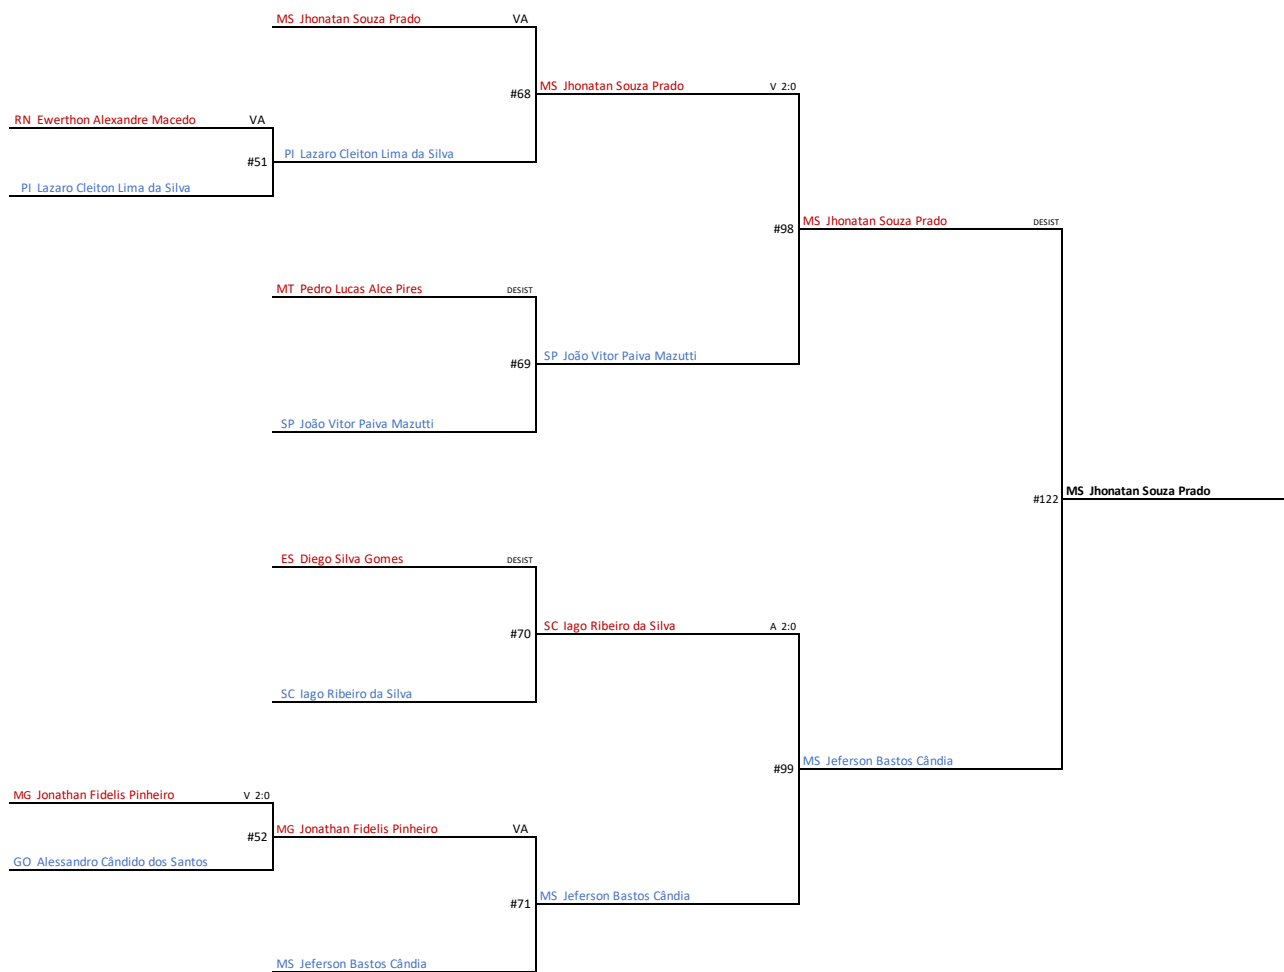 MS Jhonatan Souza Prado VA
#68 MS Jhonatan Souza Prado V 2:0
RN Ewerthon Alexandre Macedo VA
#51 PI Lazaro Cleiton Lima da Silva
PI Lazaro Cleiton Lima da Silva
#98 MS Jhonatan Souza Prado DESIST
MT Pedro Lucas Alce Pires DESIST
#69 SP João Vitor Paiva Mazutti
SP João Vitor Paiva Mazutti
#122 MS Jhonatan Souza Prado
ES Diego Silva Gomes DESIST
#70 SC Iago Ribeiro da Silva A 2:0
SC Iago Ribeiro da Silva
#99 MS Jeferson Bastos Cândia
MG Jonathan Fidelis Pinheiro V 2:0
#52 MG Jonathan Fidelis Pinheiro VA
GO Alessandro Cândido dos Santos
#71 MS Jeferson Bastos Cândia
MS Jeferson Bastos Cândia